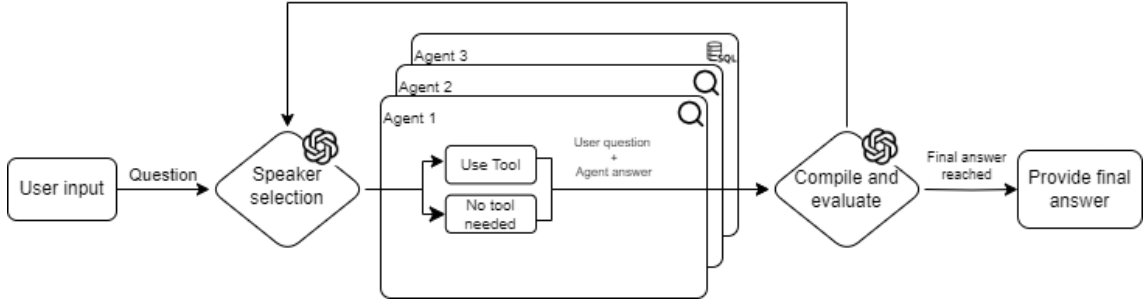 User input
Question
Speaker
selection
Agent 3
SQL
Agent 2
Agent 1
Use Tool
No tool
needed
User question
+
Agent answer
Compile and
evaluate
Final answer
reached
Provide final
answer